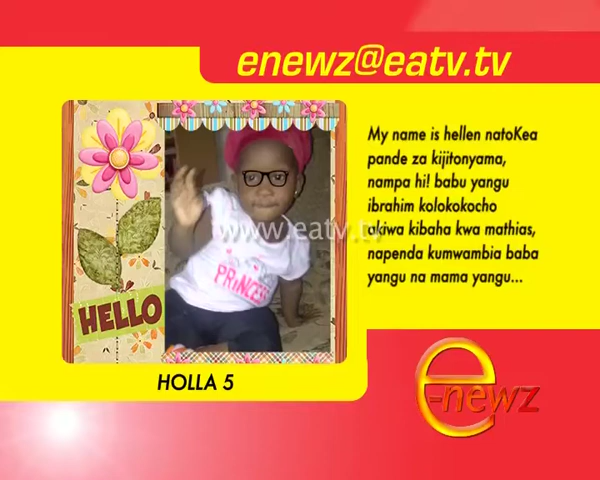 enewz@eatv.tv
My name is hellen natoKea
pande za kijitonyama,
nampa hi! babu yangu
ibrahim kolokokocho
akiwa kibaha kwa mathias,
napenda kumwambia baba
yangu na mama yangu...
www.eatv.tv
PRINCESS
HELLO
HOLLA 5
e-newz